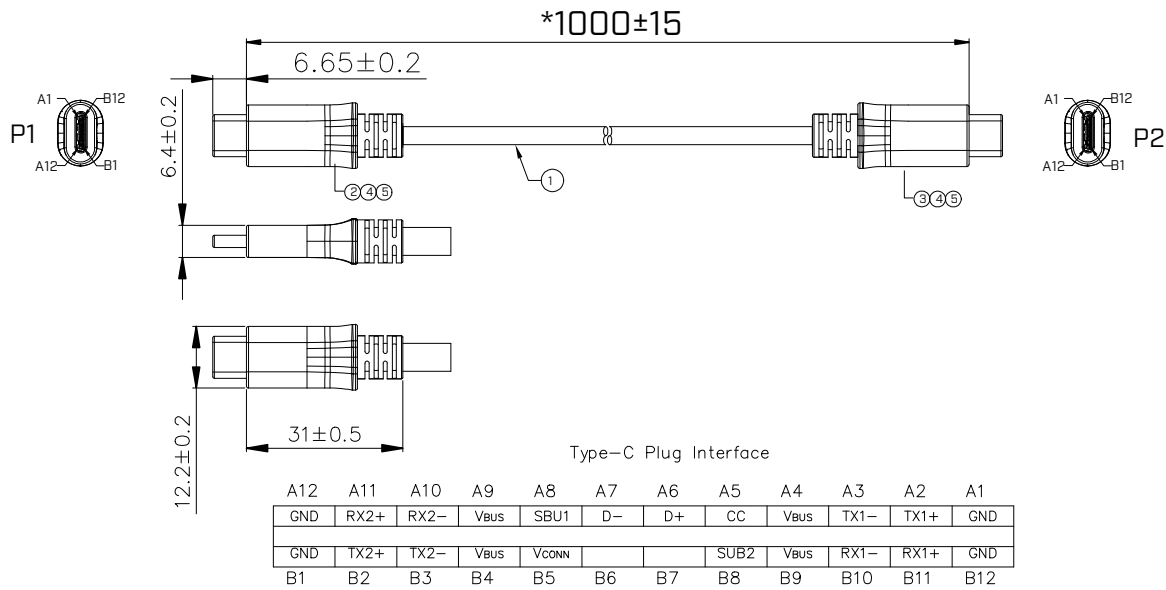 *1000±15
6.65±0.2
A1 B12
P1
A12 B1
6.4±0.2
A1 B12
P2
A12 B1
①
②④⑤
③④⑤
12.2±0.2
31±0.5
Type-C Plug Interface
A12 A11 A10 A9 A8 A7 A6 A5 A4 A3 A2 A1
GND RX2+ RX2- VBUS SBU1 D- D+ CC VBUS TX1- TX1+ GND
GND TX2+ TX2- VBUS VCONN SUB2 VBUS RX1- RX1+ GND
B1 B2 B3 B4 B5 B6 B7 B8 B9 B10 B11 B12